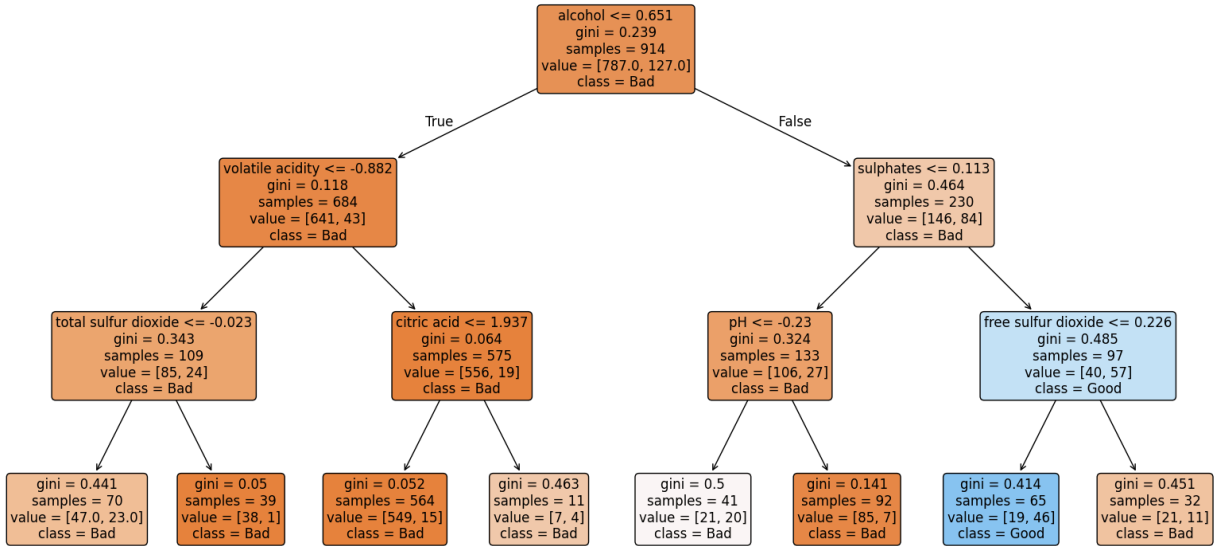 alcohol <= 0.651
gini = 0.239
samples = 914
value = [787.0, 127.0]
class = Bad
True
False
volatile acidity <= -0.882
gini = 0.118
samples = 684
value = [641, 43]
class = Bad
sulphates <= 0.113
gini = 0.464
samples = 230
value = [146, 84]
class = Bad
total sulfur dioxide <= -0.023
gini = 0.343
samples = 109
value = [85, 24]
class = Bad
citric acid <= 1.937
gini = 0.064
samples = 575
value = [556, 19]
class = Bad
pH <= -0.23
gini = 0.324
samples = 133
value = [106, 27]
class = Bad
free sulfur dioxide <= 0.226
gini = 0.485
samples = 97
value = [40, 57]
class = Good
gini = 0.441
samples = 70
value = [47.0, 23.0]
class = Bad
gini = 0.05
samples = 39
value = [38, 1]
class = Bad
gini = 0.052
samples = 564
value = [549, 15]
class = Bad
gini = 0.463
samples = 11
value = [7, 4]
class = Bad
gini = 0.5
samples = 41
value = [21, 20]
class = Bad
gini = 0.141
samples = 92
value = [85, 7]
class = Bad
gini = 0.414
samples = 65
value = [19, 46]
class = Good
gini = 0.451
samples = 32
value = [21, 11]
class = Bad